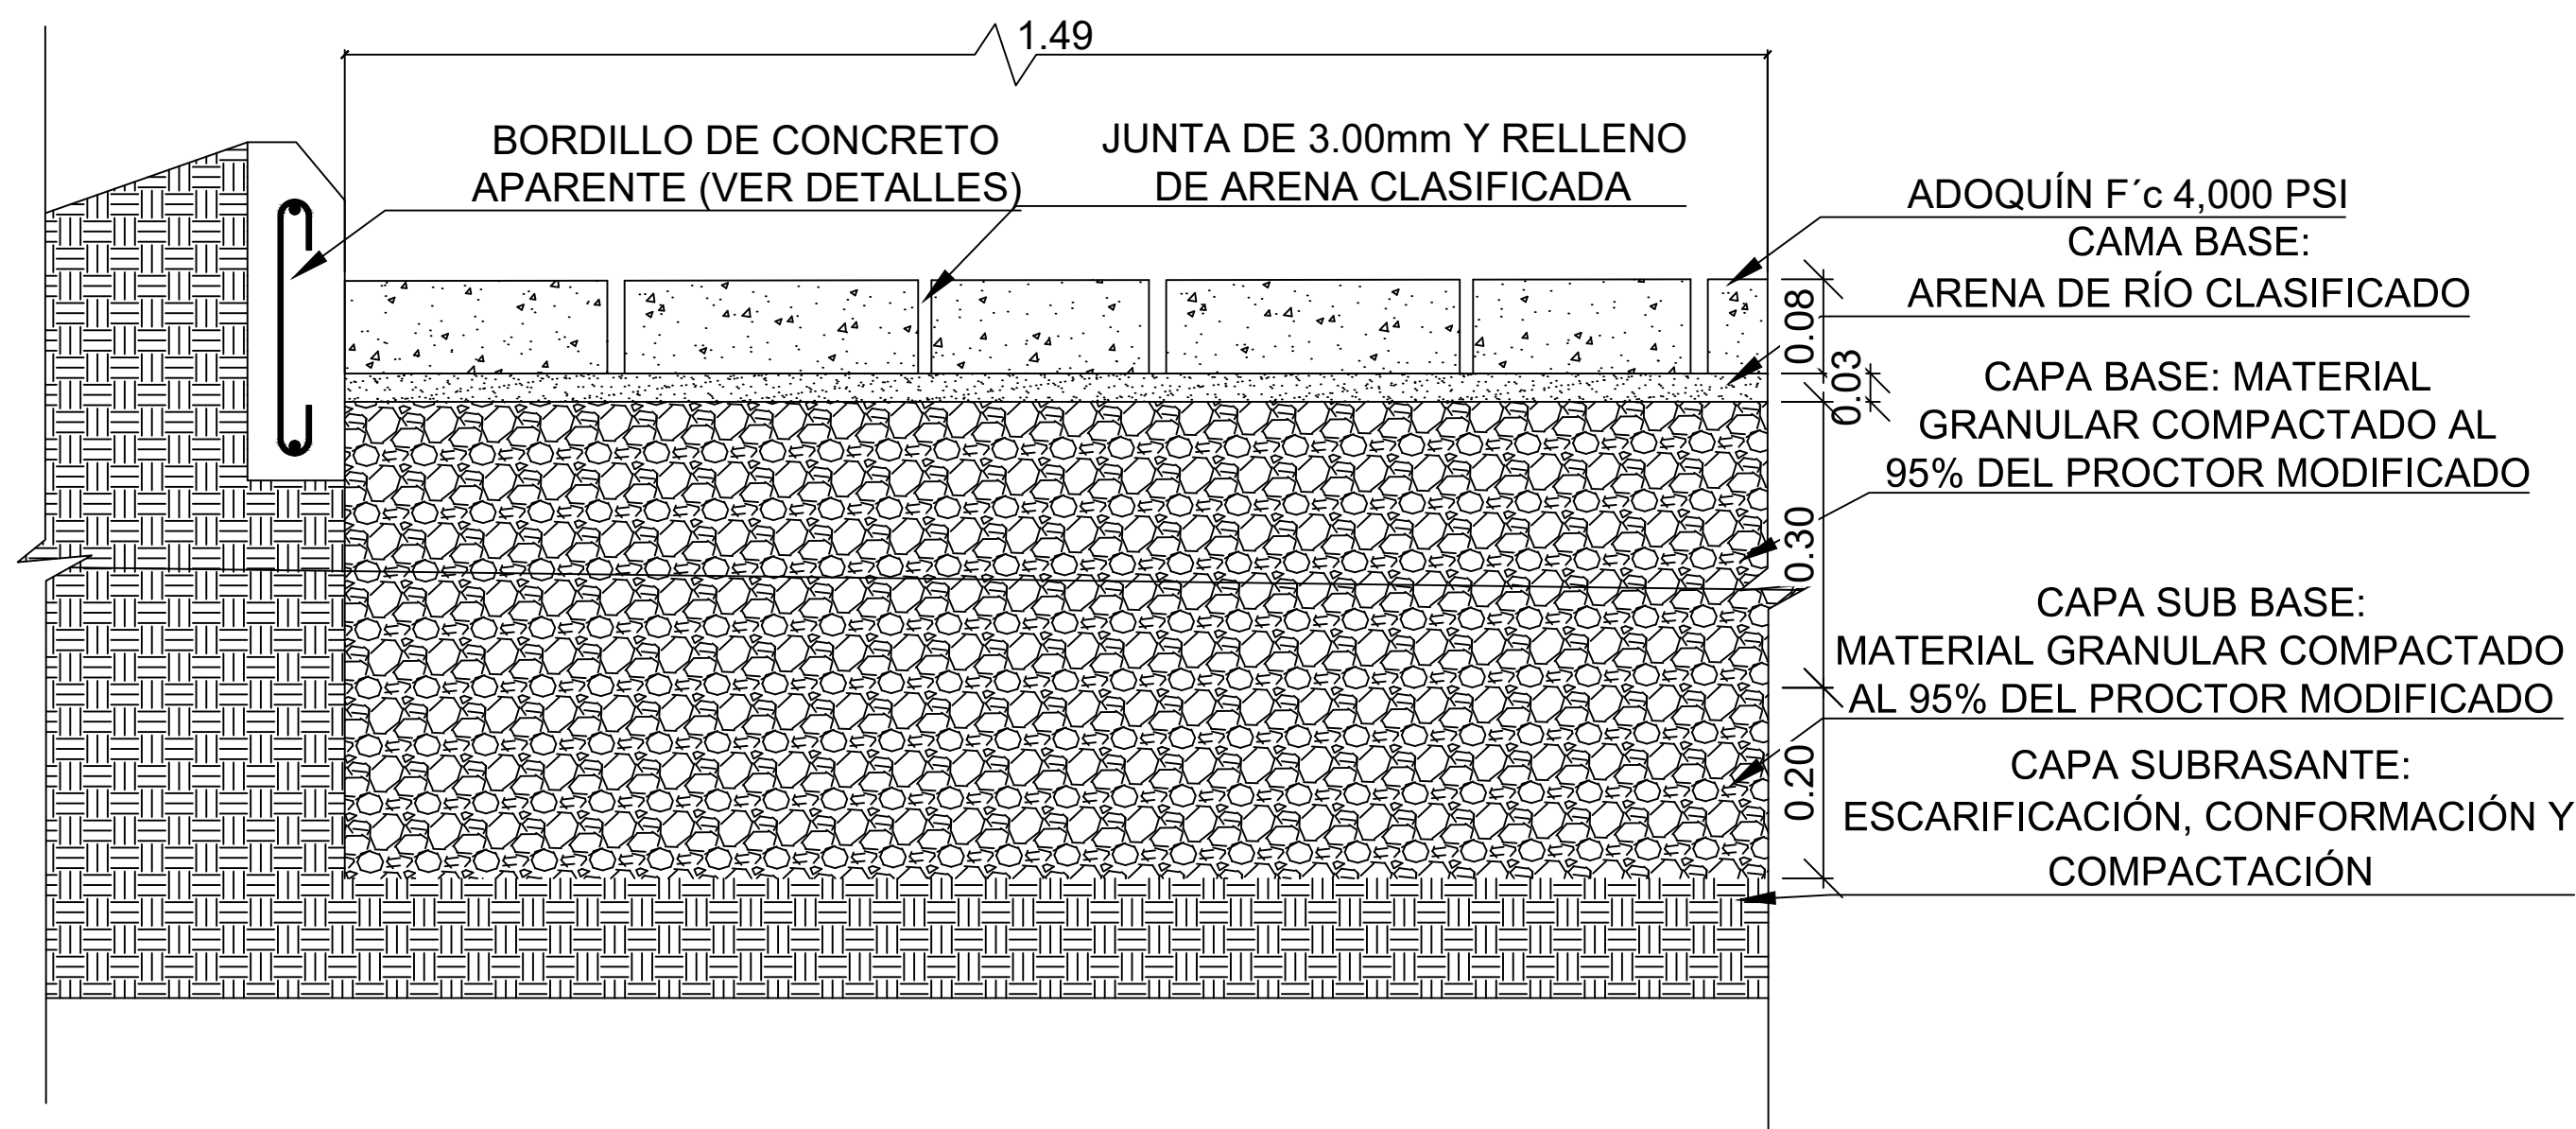 1.49
BORDILLO DE CONCRETO
APARENTE (VER DETALLES)
JUNTA DE 3.00mm Y RELLENO
DE ARENA CLASIFICADA
ADOQUÍN F´c 4,000 PSI
CAMA BASE:
ARENA DE RÍO CLASIFICADO
0.08
0.03
CAPA BASE: MATERIAL
GRANULAR COMPACTADO AL
95% DEL PROCTOR MODIFICADO
0.30
CAPA SUB BASE:
MATERIAL GRANULAR COMPACTADO
AL 95% DEL PROCTOR MODIFICADO
0.20
CAPA SUBRASANTE:
ESCARIFICACIÓN, CONFORMACIÓN Y
COMPACTACIÓN